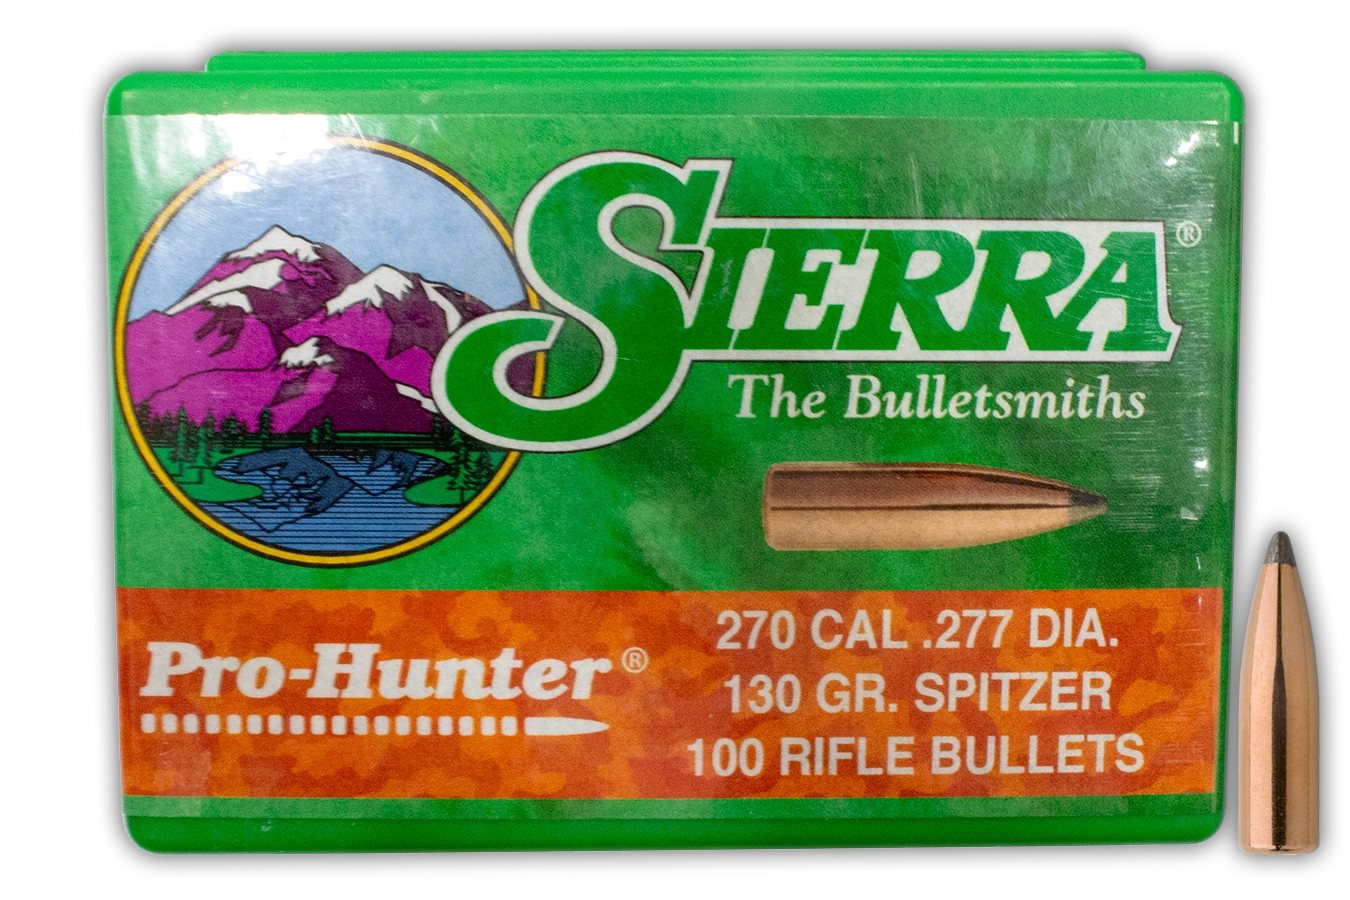 SIERRA®
The Bulletsmiths
Pro-Hunter®
270 CAL .277 DIA.
130 GR. SPITZER
100 RIFLE BULLETS